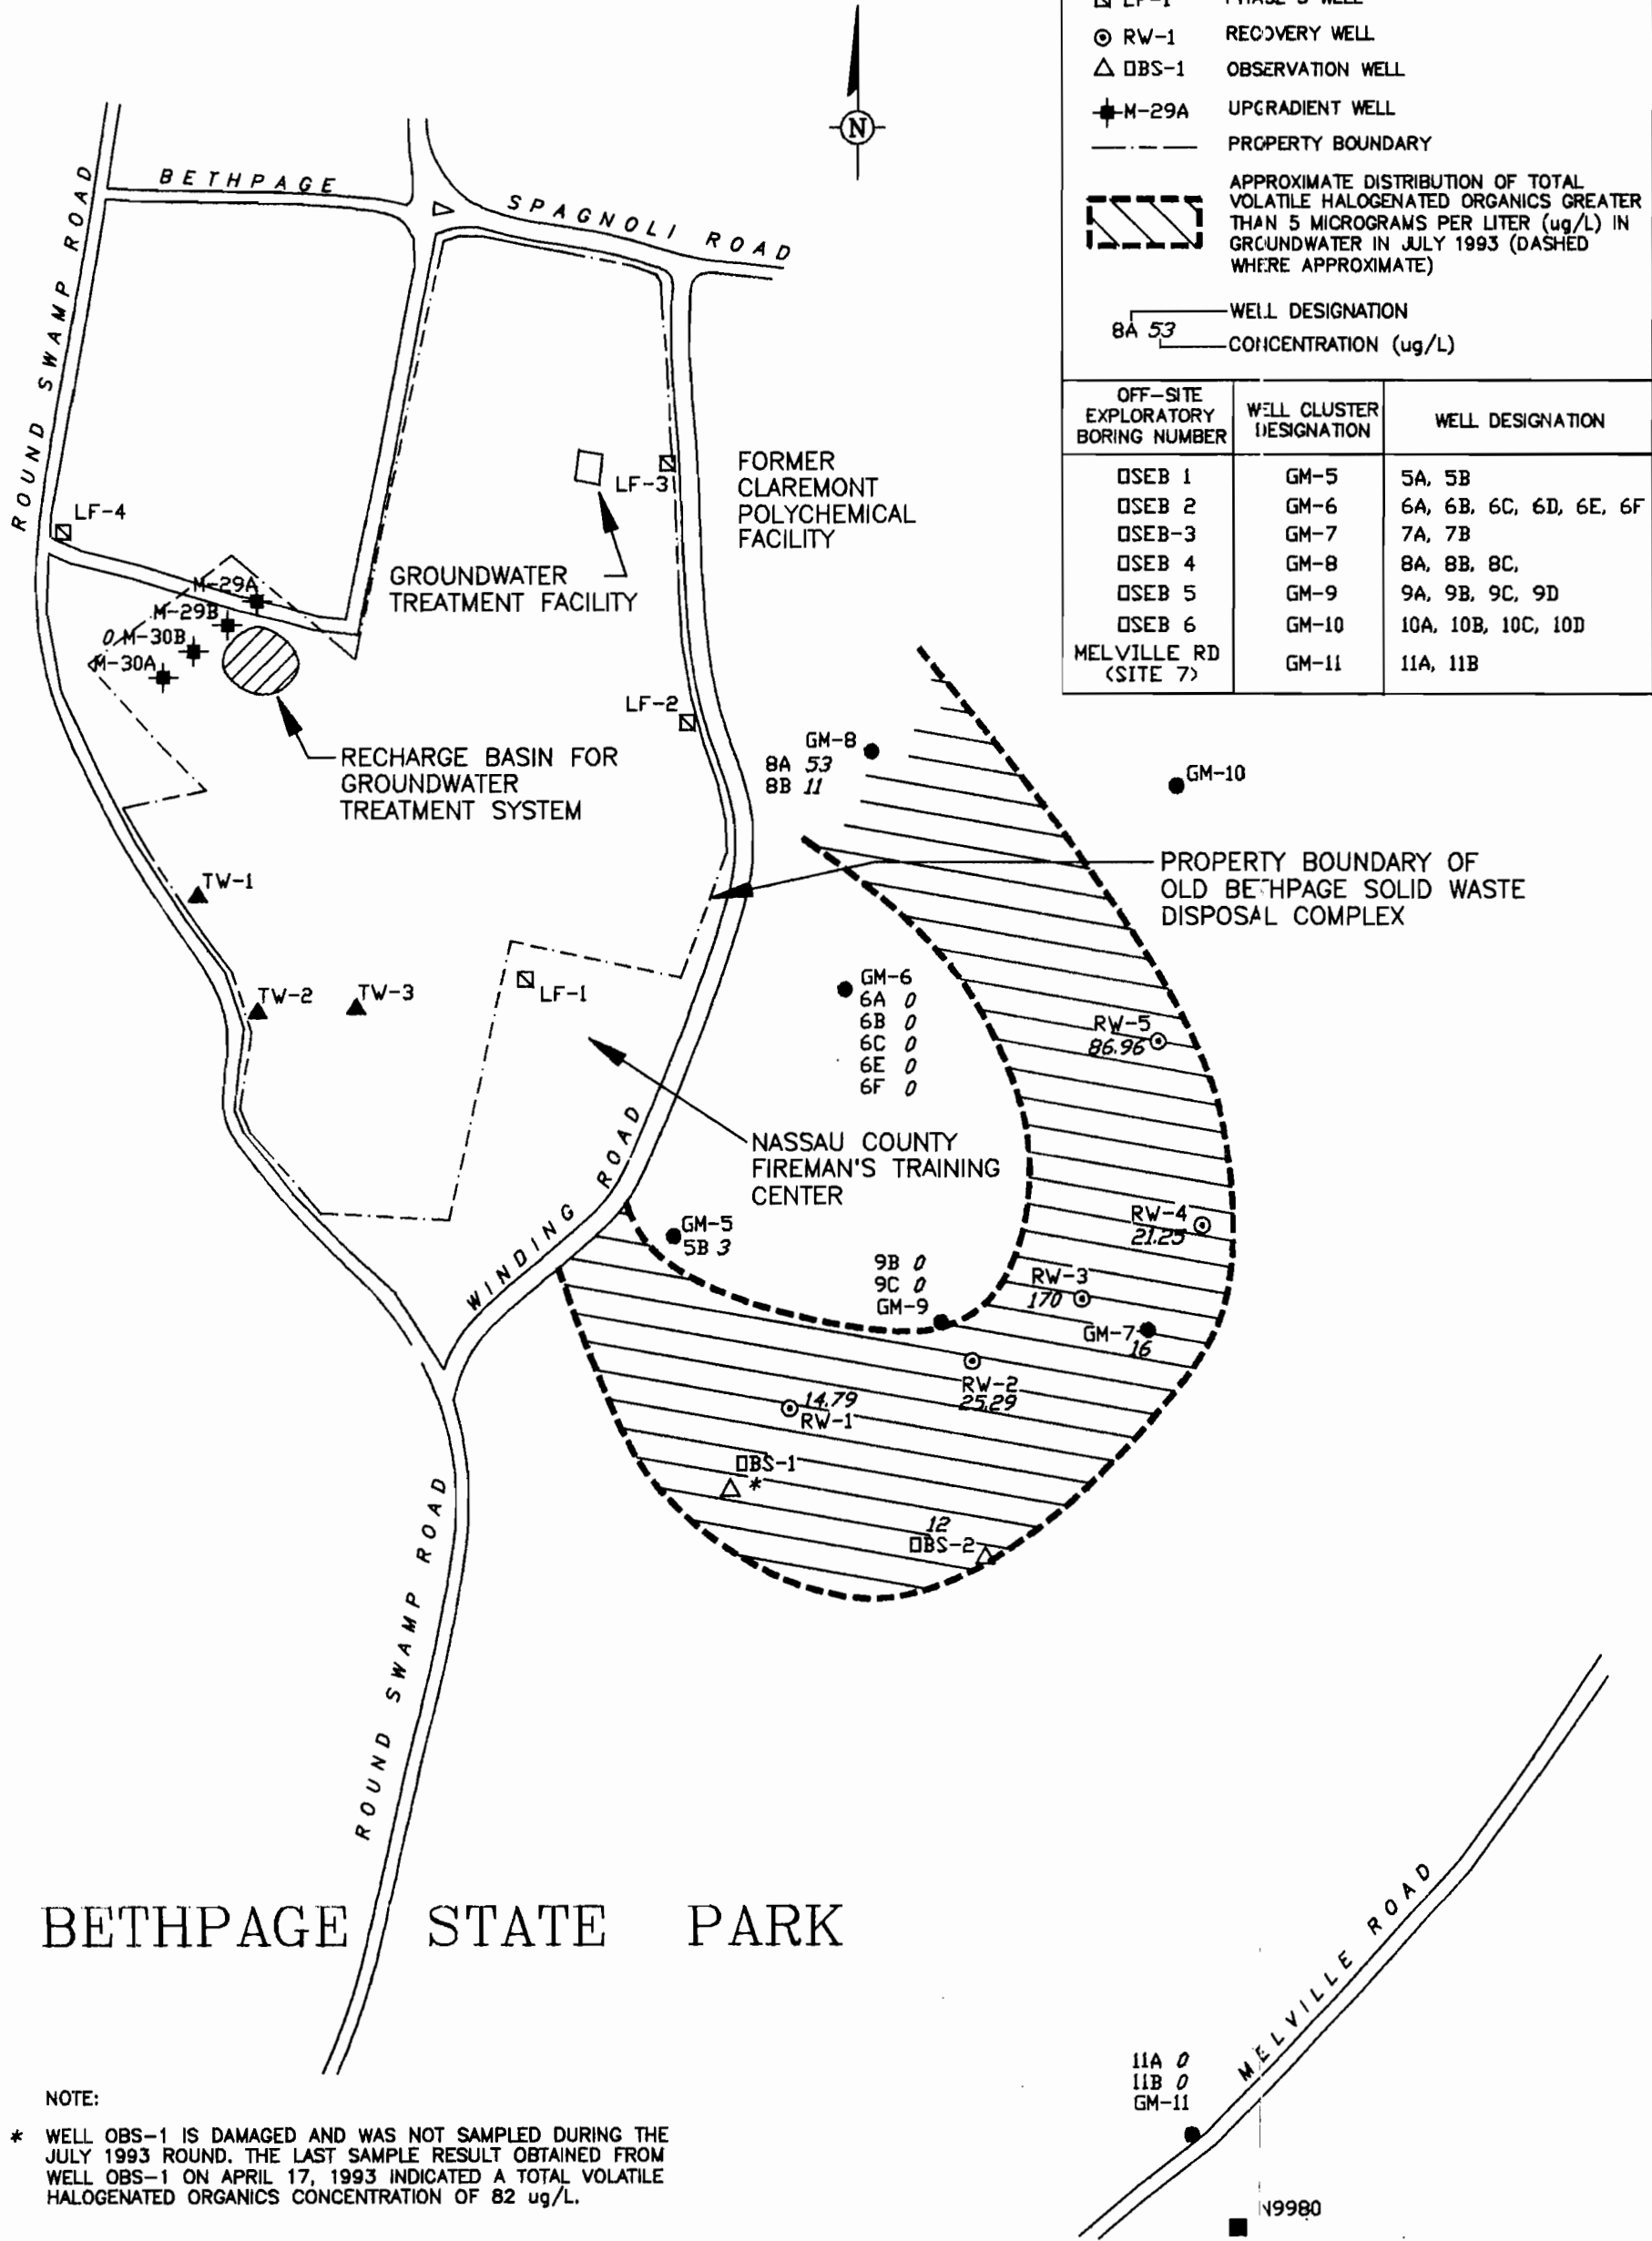 LF-1 PHASE 3 WELL
RW-1 RECOVERY WELL
OBS-1 OBSERVATION WELL
M-29A UPGRADIENT WELL
PROPERTY BOUNDARY
APPROXIMATE DISTRIBUTION OF TOTAL
VOLATILE HALOGENATED ORGANICS GREATER
THAN 5 MICROGRAMS PER LITER (ug/L) IN
GROUNDWATER IN JULY 1993 (DASHED
WHERE APPROXIMATE)
WELL DESIGNATION
8A 53
CONCENTRATION (ug/L)
OFF-SITE EXPLORATORY BORING NUMBER WELL CLUSTER DESIGNATION WELL DESIGNATION
OSEB 1 GM-5 5A, 5B
OSEB 2 GM-6 6A, 6B, 6C, 6D, 6E, 6F
OSEB-3 GM-7 7A, 7B
OSEB 4 GM-8 8A, 8B, 8C,
OSEB 5 GM-9 9A, 9B, 9C, 9D
OSEB 6 GM-10 10A, 10B, 10C, 10D
MELVILLE RD (SITE 7) GM-11 11A, 11B
N
BETHPAGE
SPAGNOLI ROAD
ROUND SWAMP ROAD
LF-3
FORMER
CLAREMONT
POLYCHEMICAL
FACILITY
LF-4
GROUNDWATER
TREATMENT FACILITY
M-29A
M-29B
0 M-30B
M-30A
LF-2
RECHARGE BASIN FOR
GROUNDWATER
TREATMENT SYSTEM
GM-8
8A 53
8B 11
GM-10
PROPERTY BOUNDARY OF
OLD BETHPAGE SOLID WASTE
DISPOSAL COMPLEX
TW-1
TW-2
TW-3
LF-1
GM-6
6A 0
6B 0
6C 0
6E 0
6F 0
RW-5
86.96
NASSAU COUNTY
FIREMAN'S TRAINING
CENTER
WINDING ROAD
GM-5
5B 3
RW-4
21.25
9B 0
9C 0
GM-9
RW-3
170
GM-7
16
RW-2
25.29
14.79
RW-1
OBS-1
*
12
OBS-2
ROUND SWAMP ROAD
BETHPAGE STATE PARK
MELVILLE ROAD
11A 0
11B 0
GM-11
N9980
NOTE:
* WELL OBS-1 IS DAMAGED AND WAS NOT SAMPLED DURING THE
JULY 1993 ROUND. THE LAST SAMPLE RESULT OBTAINED FROM
WELL OBS-1 ON APRIL 17, 1993 INDICATED A TOTAL VOLATILE
HALOGENATED ORGANICS CONCENTRATION OF 82 ug/L.